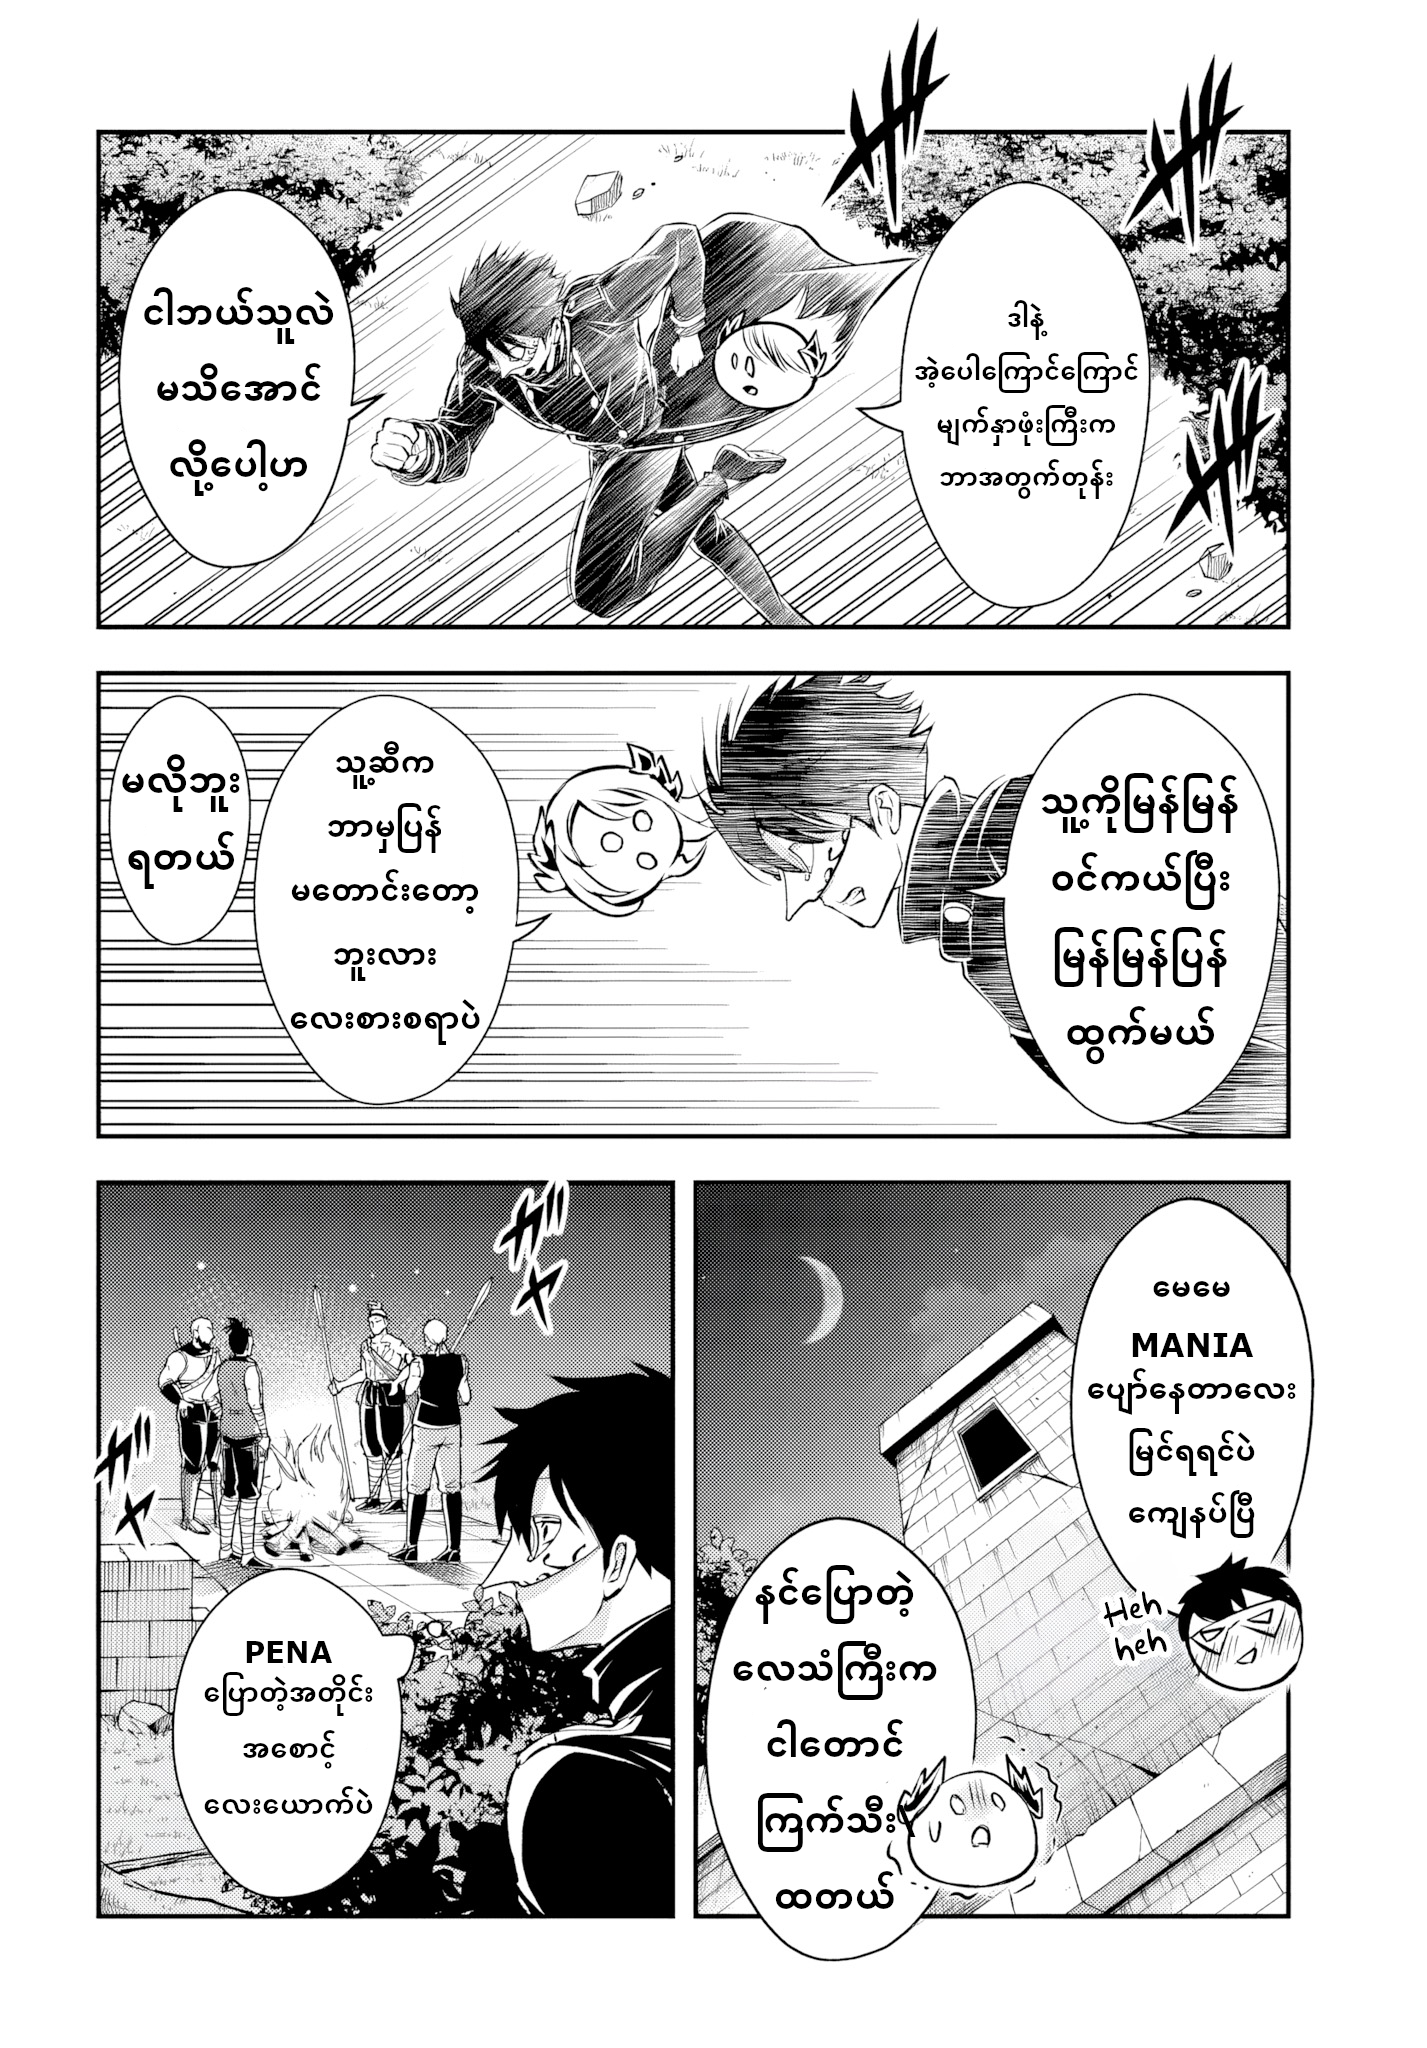 ဒါနဲ့
အဲ့ပေါကြောင်ကြောင်
မျက်နှာဖုံးကြီးက
ဘာအတွက်တုန်း
ငါဘယ်သူလဲ
မသိအောင်
လို့ပေါ့ဟ
သူ့ကိုမြန်မြန်
ဝင်ကယ်ပြီး
မြန်မြန်ပြန်
ထွက်မယ်
သူ့ဆီက
ဘာမှပြန်
မတောင်းတော့
ဘူးလား
လေးစားစရာပဲ
မလိုဘူး
ရတယ်
မေမေ
MANIA
ပျော်နေတာလေး
မြင်ရရင်ပဲ
ကျေနပ်ပြီ
Heh
heh
နင်ပြောတဲ့
လေသံကြီးက
ငါတောင်
ကြက်သီး
ထတယ်
ガヤ
ガヤ
PENA
ပြောတဲ့အတိုင်း
အစောင့်
လေးယောက်ပဲ